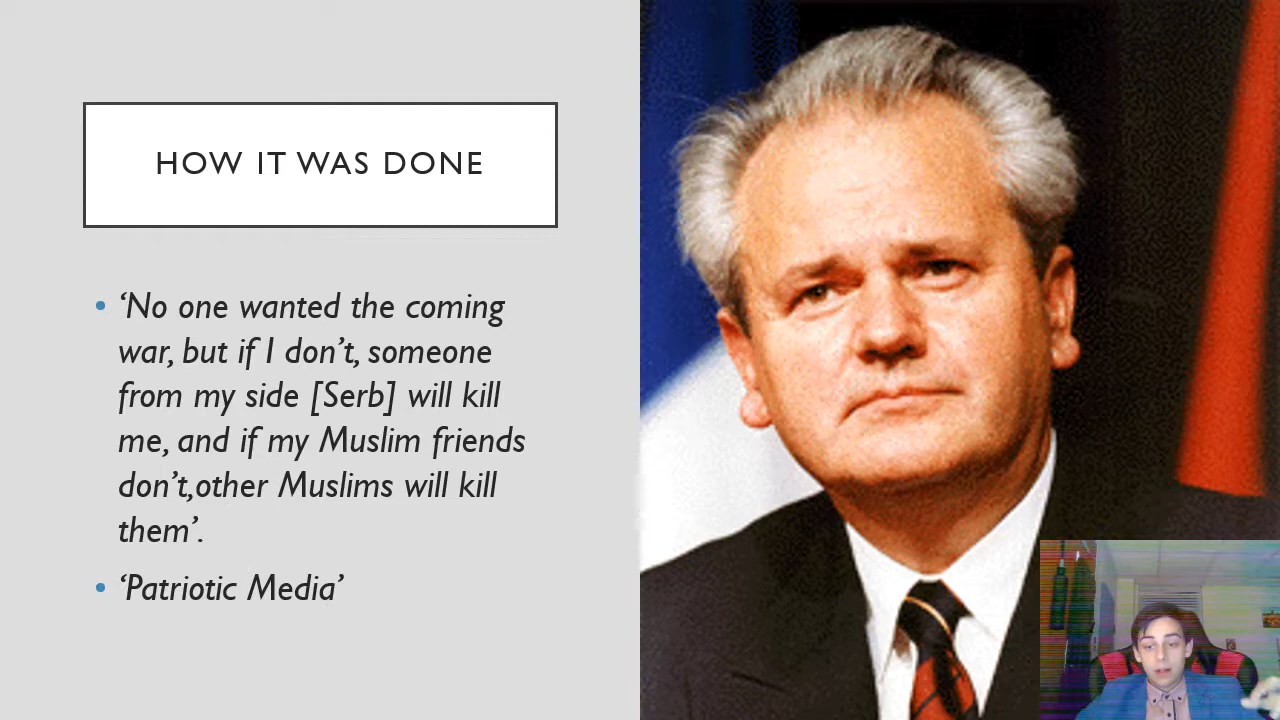 HOW IT WAS DONE
• ‘No one wanted the coming
war, but if I don’t, someone
from my side [Serb] will kill
me, and if my Muslim friends
don’t,other Muslims will kill
them’.
• ‘Patriotic Media’